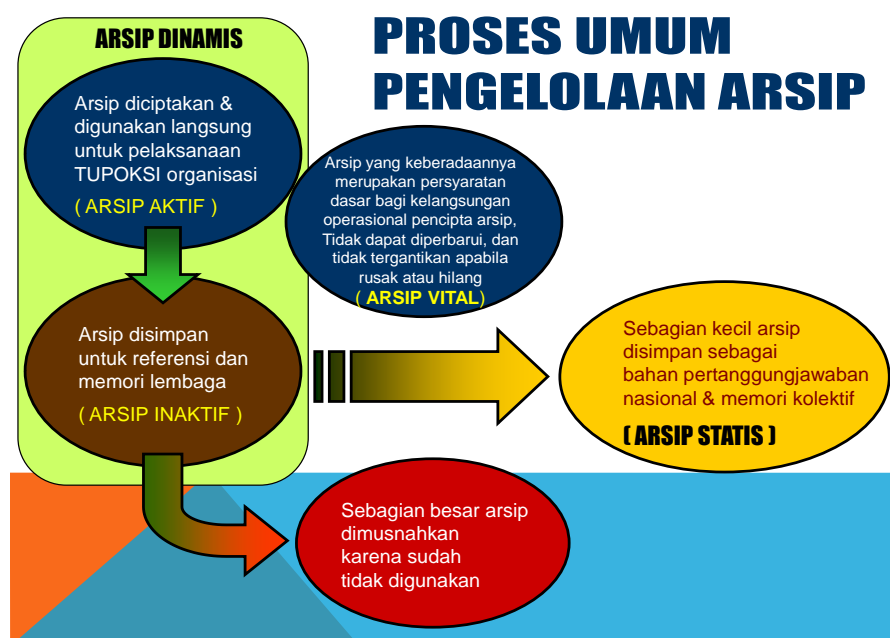 PROSES UMUM
PENGELOLAAN ARSIP
ARSIP DINAMIS
Arsip diciptakan &
digunakan langsung
untuk pelaksanaan
TUPOKSI organisasi
( ARSIP AKTIF )
Arsip yang keberadaannya
merupakan persyaratan
dasar bagi kelangsungan
operasional pencipta arsip,
Tidak dapat diperbarui, dan
tidak tergantikan apabila
rusak atau hilang
( ARSIP VITAL)
Arsip disimpan
untuk referensi dan
memori lembaga
( ARSIP INAKTIF )
Sebagian kecil arsip
disimpan sebagai
bahan pertanggungjawaban
nasional & memori kolektif
( ARSIP STATIS )
Sebagian besar arsip
dimusnahkan
karena sudah
tidak digunakan